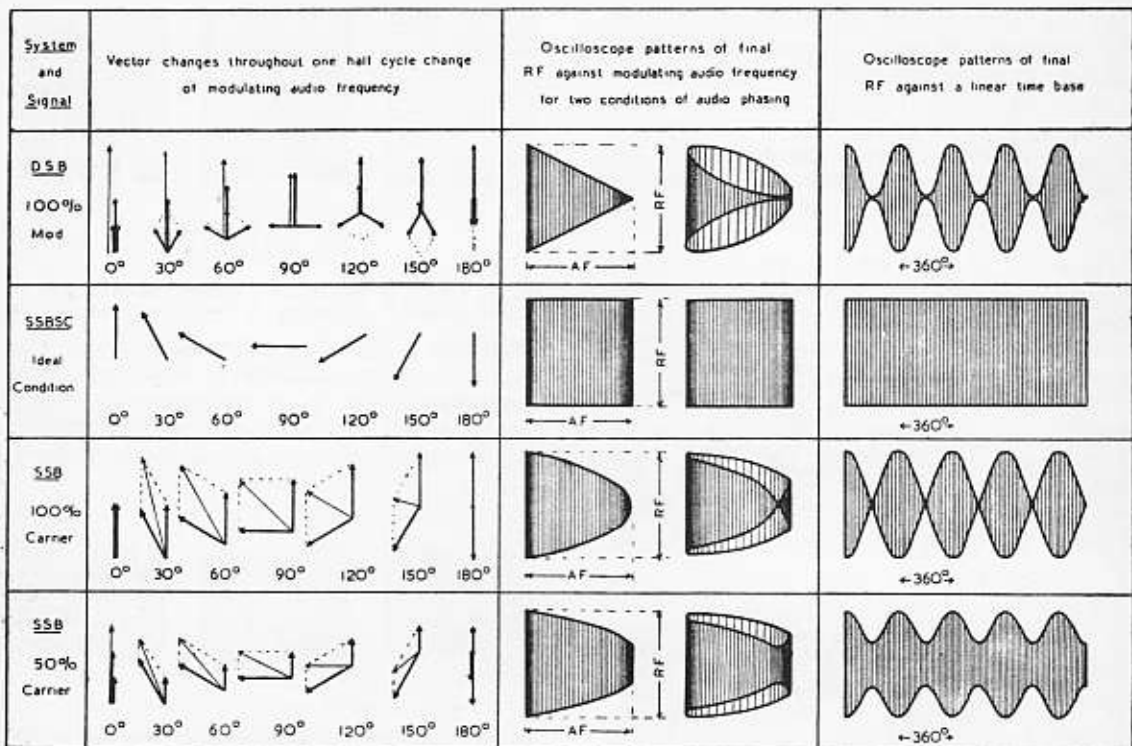 System
and
Signal
Vector changes throughout one half cycle change
of modulating audio frequency
Oscilloscope patterns of final
RF against modulating audio frequency
for two conditions of audio phasing
Oscilloscope patterns of final
RF against a linear time base
DSB
100%
Mod
0° 30° 60° 90° 120° 150° 180°
RF
AF
←360°→
SSBSC
Ideal
Condition
0° 30° 60° 90° 120° 150° 180°
RF
AF
←360°→
SSB
100%
Carrier
0° 30° 60° 90° 120° 150° 180°
RF
AF
←360°→
SSB
50%
Carrier
0° 30° 60° 90° 120° 150° 180°
RF
AF
←360°→